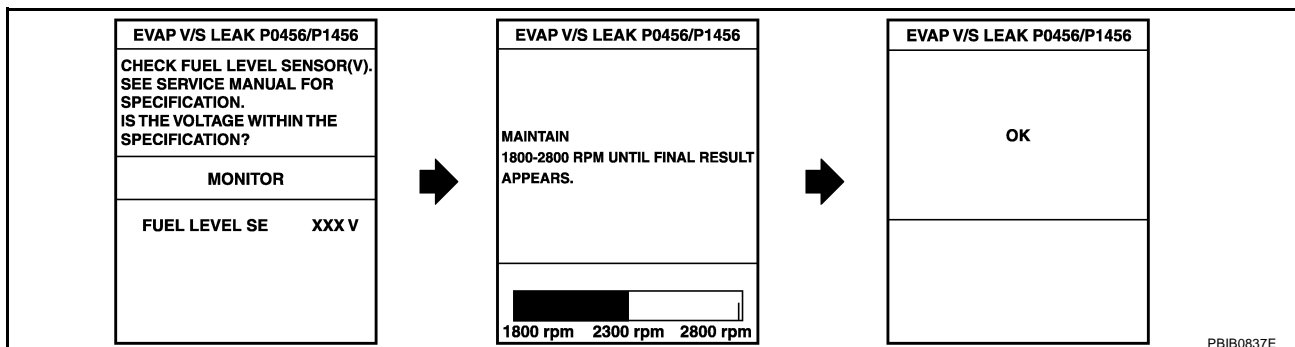 EVAP V/S LEAK P0456/P1456
CHECK FUEL LEVEL SENSOR(V).
SEE SERVICE MANUAL FOR
SPECIFICATION.
IS THE VOLTAGE WITHIN THE
SPECIFICATION?
MONITOR
FUEL LEVEL SE XXX V
EVAP V/S LEAK P0456/P1456
MAINTAIN
1800-2800 RPM UNTIL FINAL RESULT
APPEARS.
1800 rpm 2300 rpm 2800 rpm
EVAP V/S LEAK P0456/P1456
OK
PBIB0837E